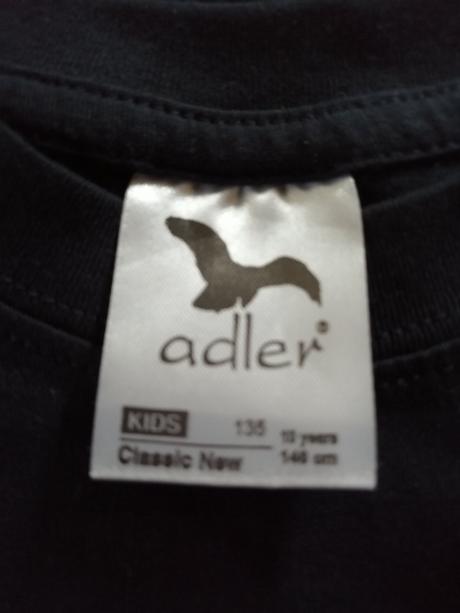 adler®
KIDS 135 10 years
Classic New 146 cm